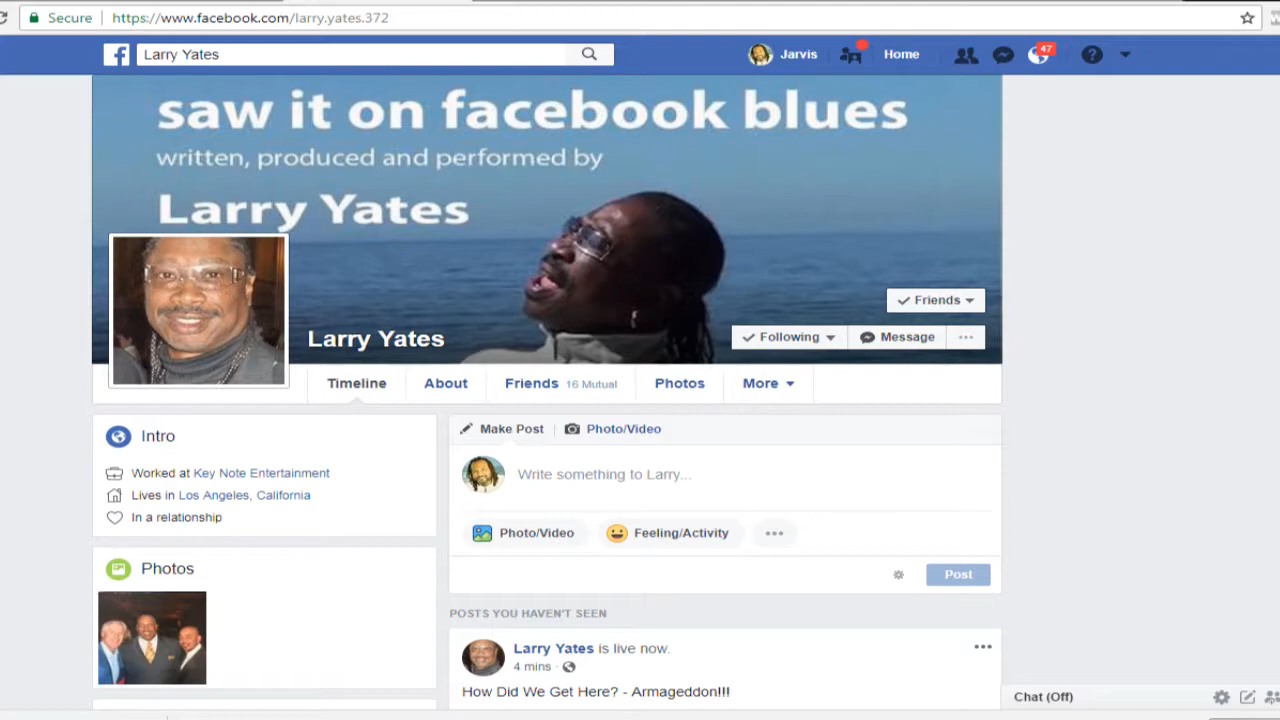 Secure https://www.facebook.com/larry.yates.372
Larry Yates
Jarvis
Home
47
saw it on facebook blues
written, produced and performed by
Larry Yates
Friends
Larry Yates
Following
Message
Timeline
About
Friends 16 Mutual
Photos
More
Intro
Worked at Key Note Entertainment
Lives in Los Angeles, California
In a relationship
Photos
Make Post
Photo/Video
Write something to Larry...
Photo/Video
Feeling/Activity
Post
POSTS YOU HAVEN'T SEEN
Larry Yates is live now.
4 mins ·
How Did We Get Here? - Armageddon!!!
Chat (Off)